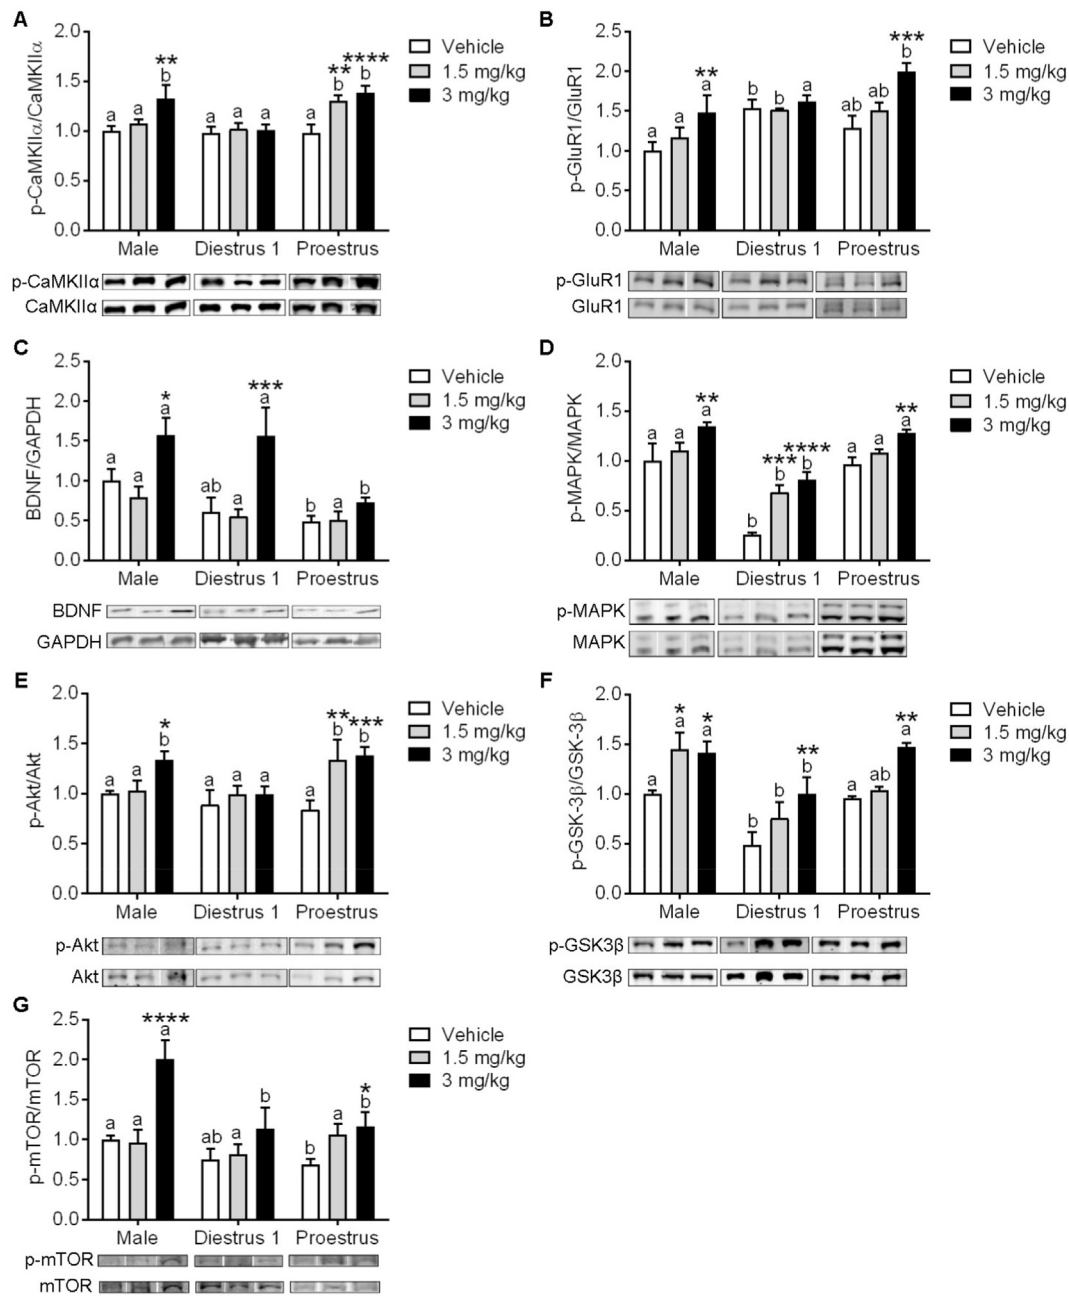 A
p-CaMKIIα/CaMKIIα
2.0
1.5
1.0
0.5
0.0
a a ** b
a a a
a ** b **** b
Male Diestrus 1 Proestrus
Vehicle
1.5 mg/kg
3 mg/kg
p-CaMKIIα
CaMKIIα
B
p-GluR1/GluR1
2.5
2.0
1.5
1.0
0.5
0.0
a a ** a
b b a
ab ab *** b
Male Diestrus 1 Proestrus
Vehicle
1.5 mg/kg
3 mg/kg
p-GluR1
GluR1
C
BDNF/GAPDH
2.5
2.0
1.5
1.0
0.5
0.0
a a * a
ab a *** a
b a b
Male Diestrus 1 Proestrus
Vehicle
1.5 mg/kg
3 mg/kg
BDNF
GAPDH
D
p-MAPK/MAPK
2.0
1.5
1.0
0.5
0.0
a a ** a
b *** b **** b
a a ** a
Male Diestrus 1 Proestrus
Vehicle
1.5 mg/kg
3 mg/kg
p-MAPK
MAPK
E
p-Akt/Akt
2.0
1.5
1.0
0.5
0.0
a a * b
a a a
a ** b *** b
Male Diestrus 1 Proestrus
Vehicle
1.5 mg/kg
3 mg/kg
p-Akt
Akt
F
p-GSK-3β/GSK-3β
2.0
1.5
1.0
0.5
0.0
a * a * a
b b ** b
a ab ** a
Male Diestrus 1 Proestrus
Vehicle
1.5 mg/kg
3 mg/kg
p-GSK3β
GSK3β
G
p-mTOR/mTOR
2.5
2.0
1.5
1.0
0.5
0.0
a a **** a
ab a b
b a * b
Male Diestrus 1 Proestrus
Vehicle
1.5 mg/kg
3 mg/kg
p-mTOR
mTOR